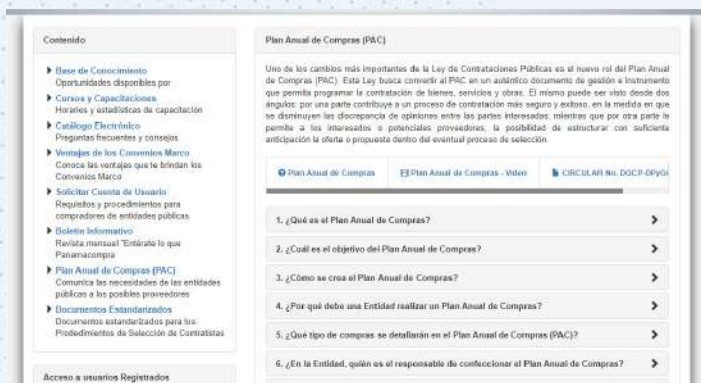 Contenido
Base de Conocimiento
Oportunidades disponibles por
Cursos y Capacitaciones
Horarios y estadísticas de capacitación
Catálogo Electrónico
Preguntas frecuentes y consejos
Ventajas de los Convenios Marco
Conoce las ventajas que te brindan los
Convenios Marco
Solicitar Cuenta de Usuario
Requisitos y procedimientos para
compradores de entidades públicas
Boletín Informativo
Revista mensual "Entérate lo que
Panamacompra
Plan Anual de Compras (PAC)
Comunica las necesidades de las entidades
públicas a los posibles proveedores
Documentos Estandarizados
Documentos estandarizados para los
Prodedimientos de Selección de Contratistas
Acceso a usuarios Registrados
Plan Anual de Compras (PAC)
Uno de los cambios más importantes de la Ley de Contrataciones Públicas es el nuevo rol del Plan Anual
de Compras (PAC). Esta Ley busca convertir al PAC en un auténtico documento de gestión e instrumento
que permita programar la contratación de bienes, servicios y obras. El mismo puede ser visto desde dos
ángulos: por una parte contribuye a un proceso de contratación más seguro y exitoso, en la medida en que
se disminuyen las discrepancia de opiniones entre las partes interesadas, mientras que por otra parte le
permite a los interesados o potenciales proveedores, la posibilidad de estructurar con suficiente
anticipación la oferta o propuesta dentro del eventual proceso de selección.
Plan Anual de Compras
Plan Anual de Compras - Video
CIRCULAR No. DGCP-DPyGI
1. ¿Qué es el Plan Anual de Compras?
2. ¿Cuál es el objetivo del Plan Anual de Compras?
3. ¿Cómo se crea el Plan Anual de Compras?
4. ¿Por qué debe una Entidad realizar un Plan Anual de Compras?
5. ¿Qué tipo de compras se detallarán en el Plan Anual de Compras (PAC)?
6. ¿En la Entidad, quién es el responsable de confeccionar el Plan Anual de Compras?